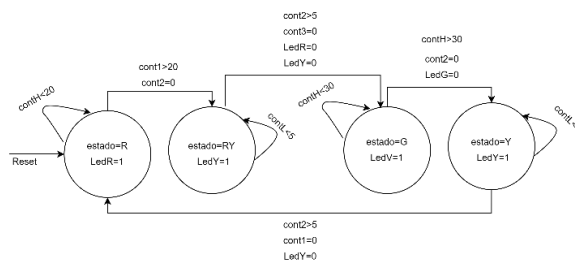 cont2>5
cont3=0
LedR=0
LedY=0
contH>30
cont2=0
LedG=0
cont1>20
cont2=0
contH<20
contL<5
contH<30
Reset
estado=R
LedR=1
estado=RY
LedY=1
estado=G
LedV=1
estado=Y
LedY=1
cont2>5
cont1=0
LedY=0